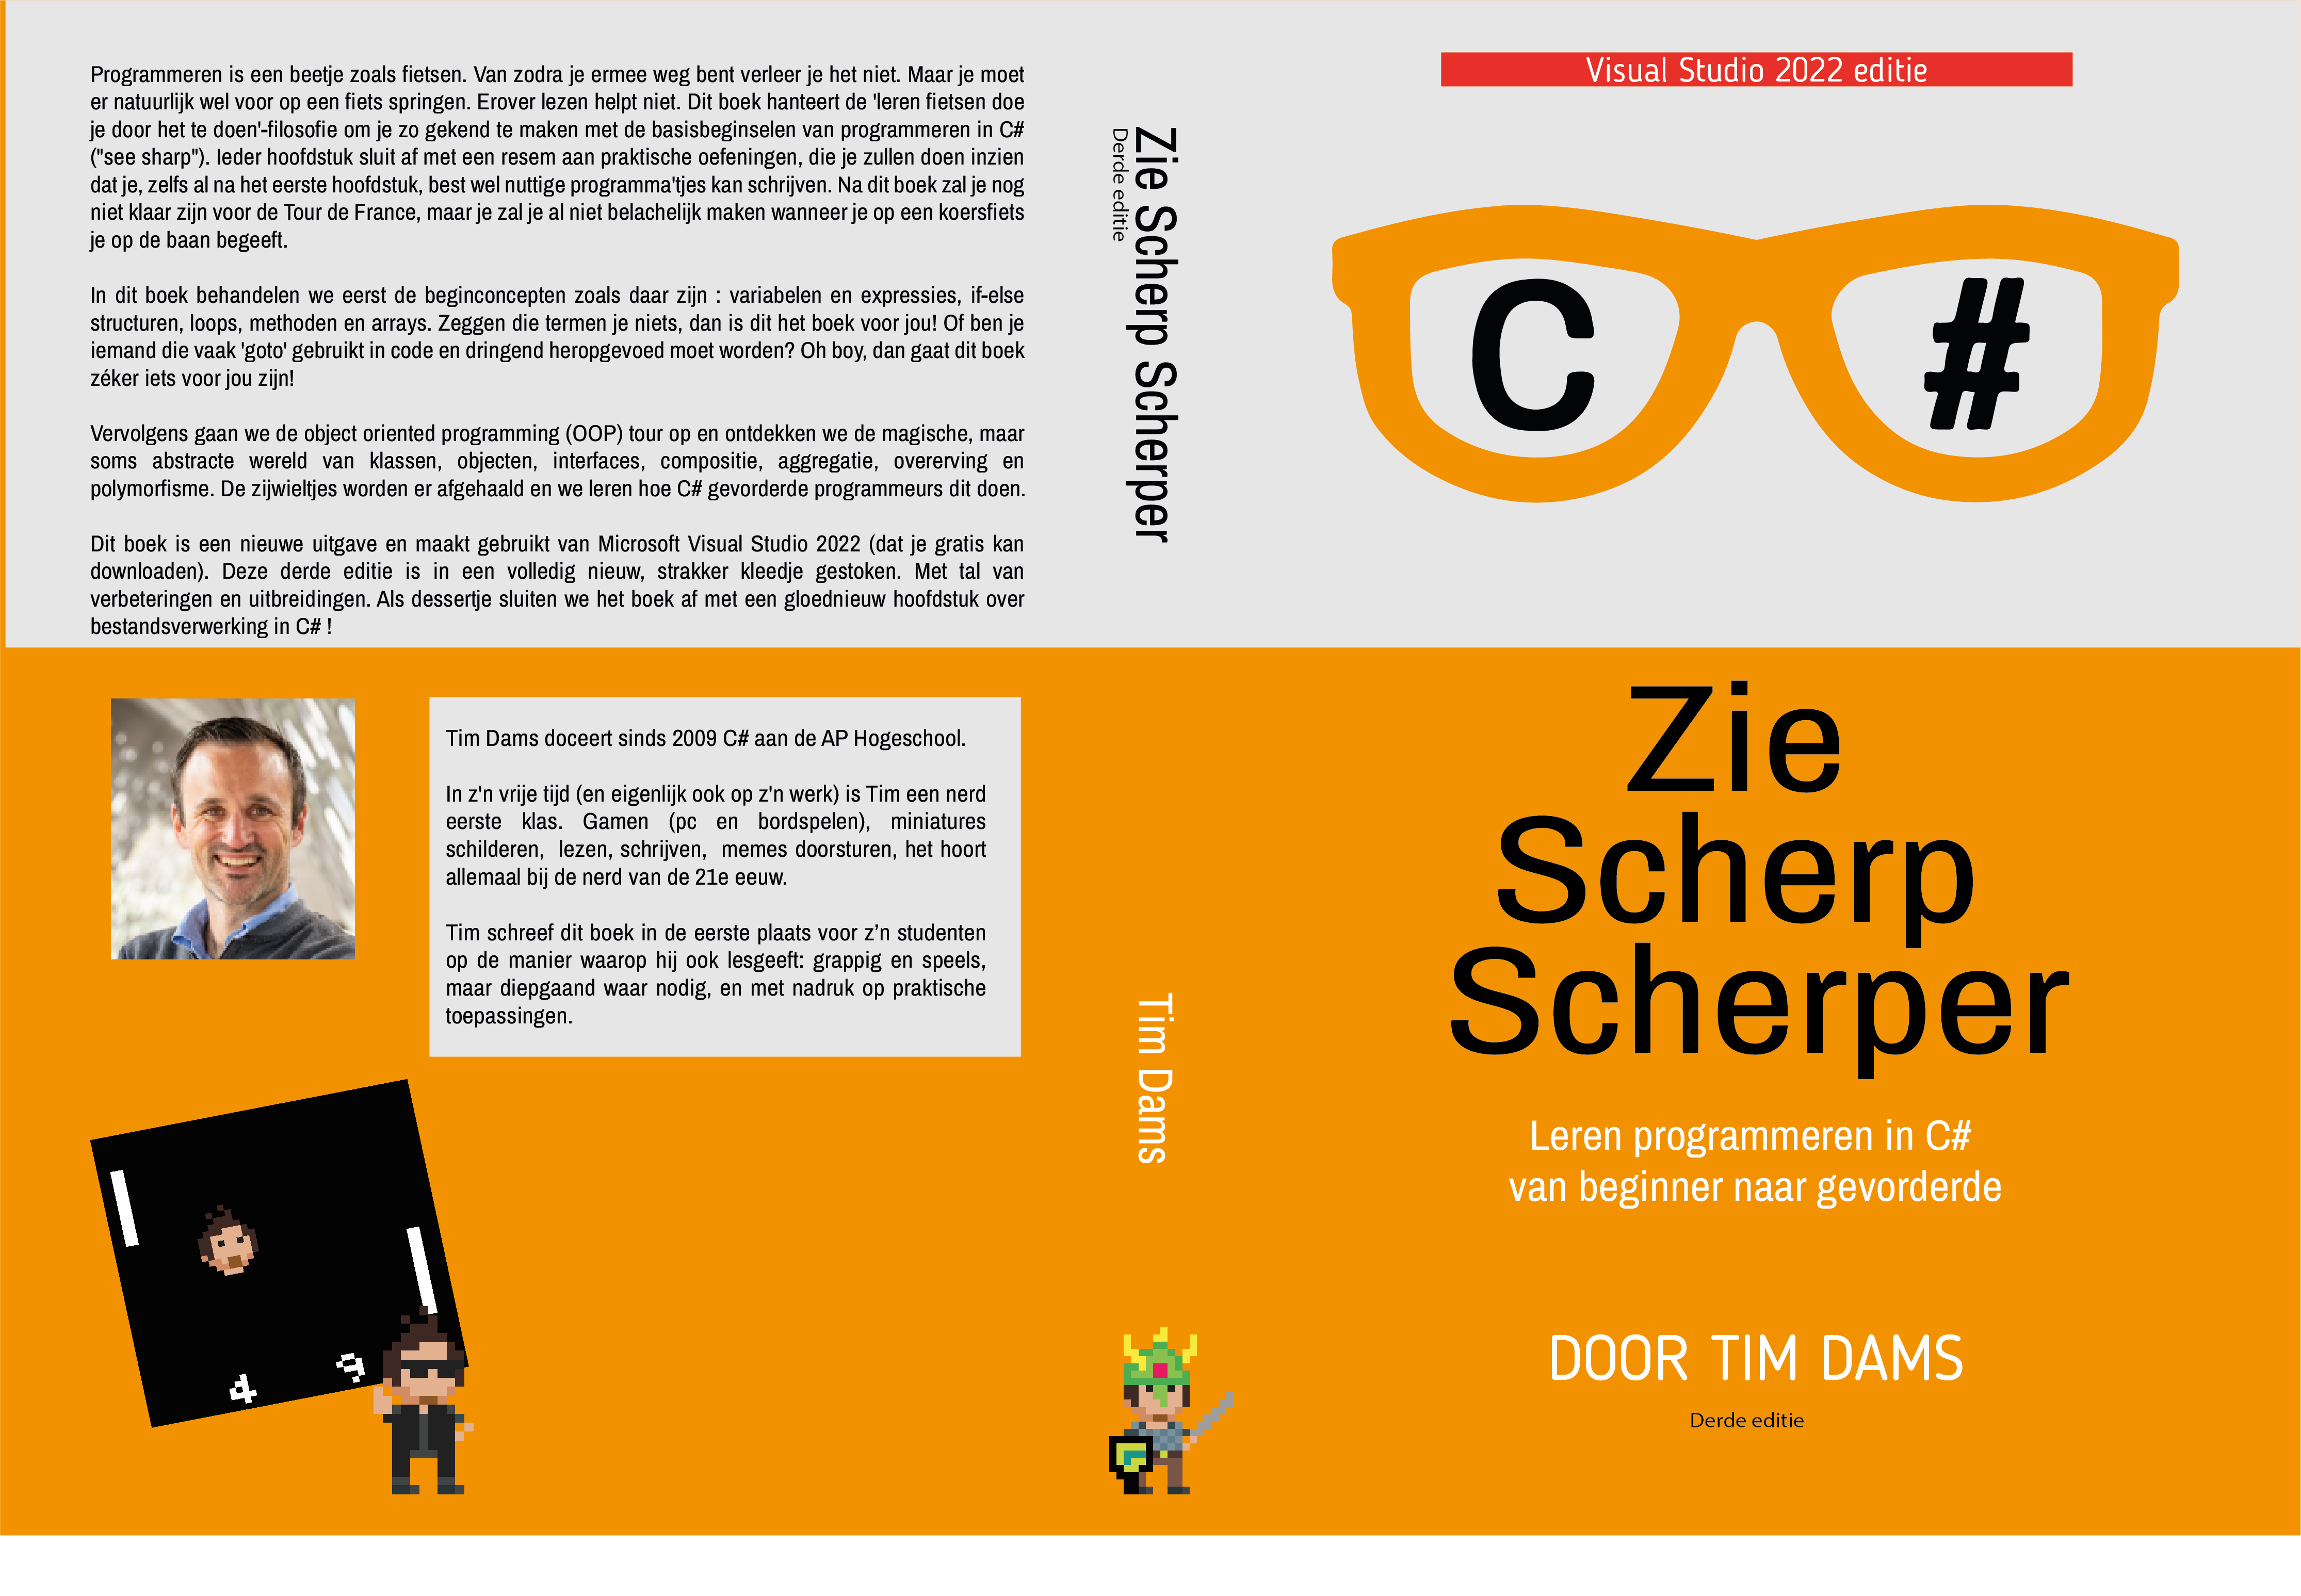 Programmeren is een beetje zoals fietsen. Van zodra je ermee weg bent verleer je het niet. Maar je moet
er natuurlijk wel voor op een fiets springen. Erover lezen helpt niet. Dit boek hanteert de 'leren fietsen doe
je door het te doen'-filosofie om je zo gekend te maken met de basisbeginselen van programmeren in C#
("see sharp"). Ieder hoofdstuk sluit af met een resem aan praktische oefeningen, die je zullen doen inzien
dat je, zelfs al na het eerste hoofdstuk, best wel nuttige programma'tjes kan schrijven. Na dit boek zal je nog
niet klaar zijn voor de Tour de France, maar je zal je al niet belachelijk maken wanneer je op een koersfiets
je op de baan begeeft.
In dit boek behandelen we eerst de beginconcepten zoals daar zijn : variabelen en expressies, if-else
structuren, loops, methoden en arrays. Zeggen die termen je niets, dan is dit het boek voor jou! Of ben je
iemand die vaak 'goto' gebruikt in code en dringend heropgevoed moet worden? Oh boy, dan gaat dit boek
zéker iets voor jou zijn!
Vervolgens gaan we de object oriented programming (OOP) tour op en ontdekken we de magische, maar
soms abstracte wereld van klassen, objecten, interfaces, compositie, aggregatie, overerving en
polymorfisme. De zijwieltjes worden er afgehaald en we leren hoe C# gevorderde programmeurs dit doen.
Dit boek is een nieuwe uitgave en maakt gebruikt van Microsoft Visual Studio 2022 (dat je gratis kan
downloaden). Deze derde editie is in een volledig nieuw, strakker kleedje gestoken. Met tal van
verbeteringen en uitbreidingen. Als dessertje sluiten we het boek af met een gloednieuw hoofdstuk over
bestandsverwerking in C# !
Tim Dams doceert sinds 2009 C# aan de AP Hogeschool.
In z'n vrije tijd (en eigenlijk ook op z'n werk) is Tim een nerd
eerste klas. Gamen (pc en bordspelen), miniatures
schilderen, lezen, schrijven, memes doorsturen, het hoort
allemaal bij de nerd van de 21e eeuw.
Tim schreef dit boek in de eerste plaats voor z’n studenten
op de manier waarop hij ook lesgeeft: grappig en speels,
maar diepgaand waar nodig, en met nadruk op praktische
toepassingen.
4 9
Zie Scherp Scherper
Derde editie
Tim Dams
Visual Studio 2022 editie
C #
Zie
Scherp
Scherper
Leren programmeren in C#
van beginner naar gevorderde
DOOR TIM DAMS
Derde editie